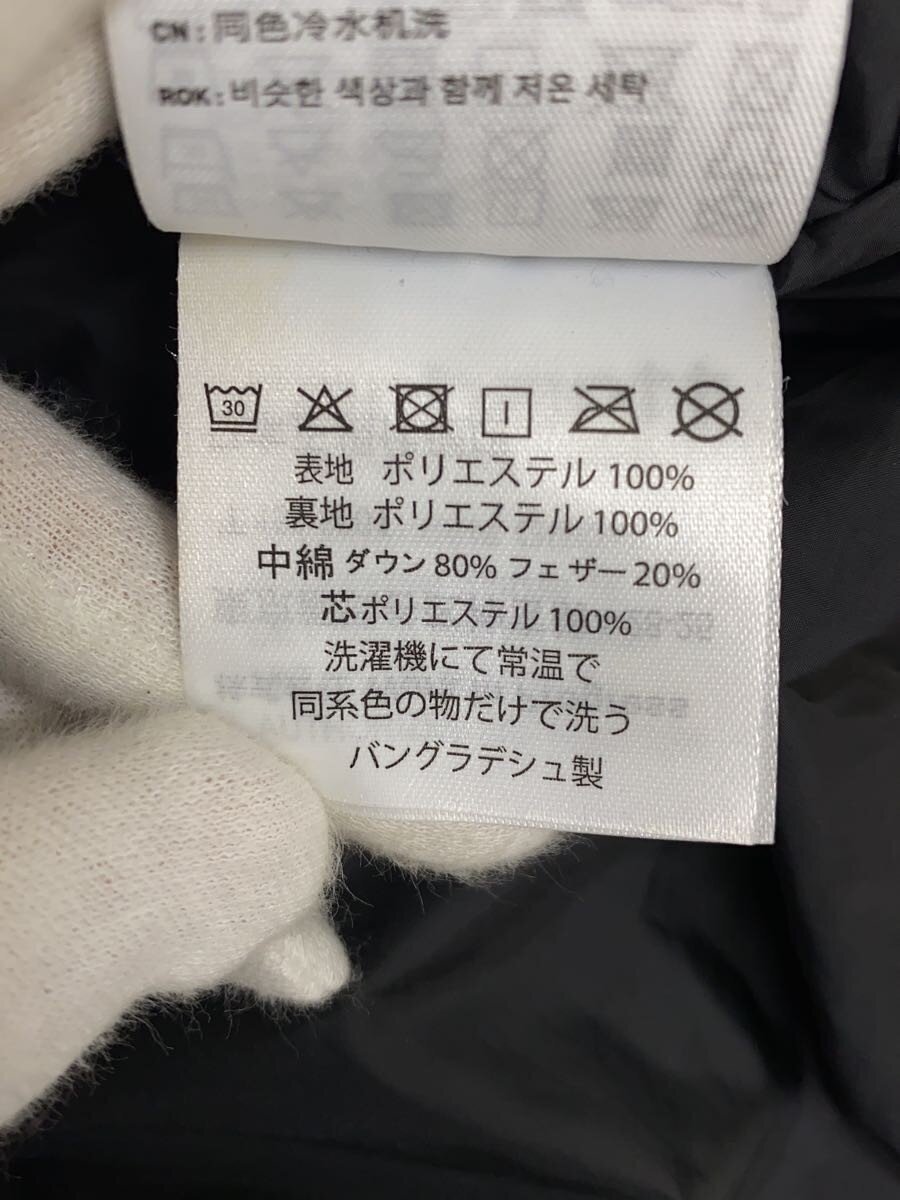 CN:同色冷水机洗
ROK:비슷한 색상과 함께 저온 세탁
30
表地 ポリエステル 100%
裏地 ポリエステル 100%
中綿 ダウン 80% フェザー 20%
芯ポリエステル 100%
洗濯機にて常温で
同系色の物だけで洗う
バングラデシュ製